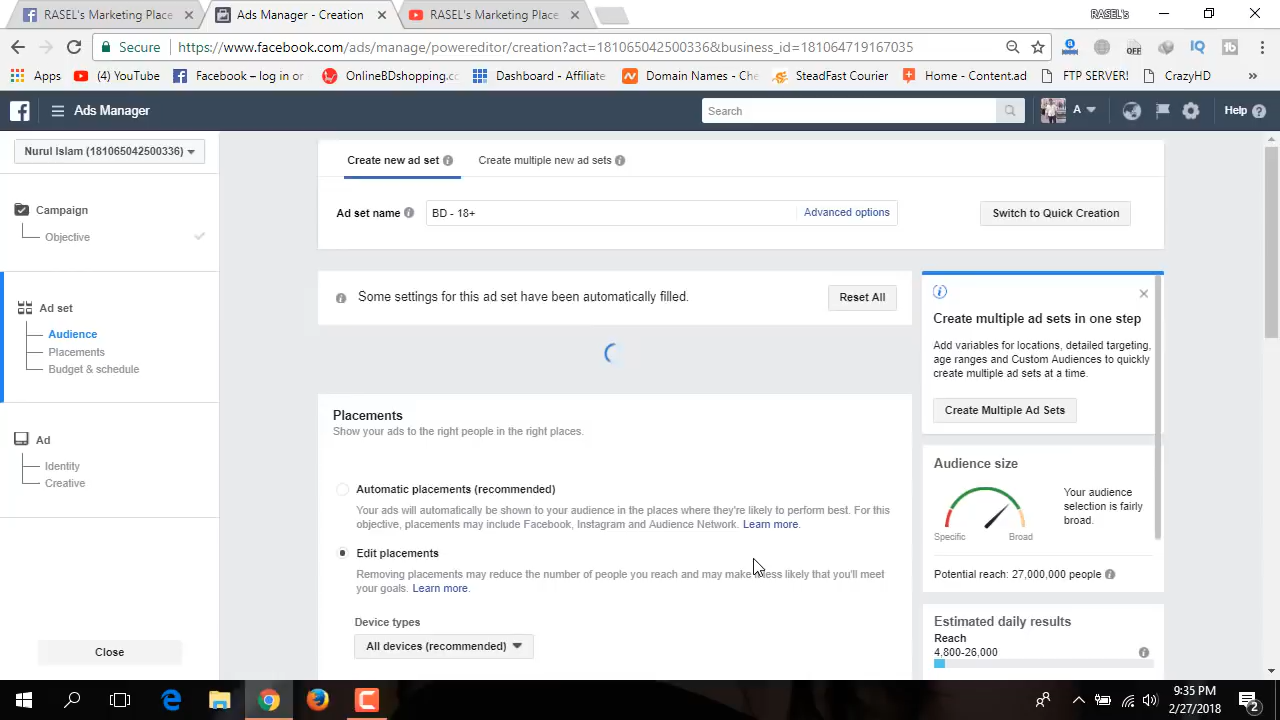 RASEL's Marketing Place
Ads Manager - Creation
RASEL's Marketing Place.
RASEL's
Secure
https://www.facebook.com/ads/manage/powereditor/creation?act=181065042500336&business_id=181064719167035
OFF
IQ
Apps
(4) YouTube
Facebook – log in or
OnlineBDshopping.c
Dashboard - Affiliate
Domain Names - Che
SteadFast Courier
Home - Content.ad
FTP SERVER!
CrazyHD
Ads Manager
Search
A
Help
Nurul Islam (181065042500336)
Campaign
Objective
Ad set
Audience
Placements
Budget & schedule
Ad
Identity
Creative
Close
Create new ad set
Create multiple new ad sets
Ad set name
BD - 18+
Advanced options
Switch to Quick Creation
Some settings for this ad set have been automatically filled.
Reset All
Placements
Show your ads to the right people in the right places.
Automatic placements (recommended)
Your ads will automatically be shown to your audience in the places where they're likely to perform best. For this
objective, placements may include Facebook, Instagram and Audience Network. Learn more.
Edit placements
Removing placements may reduce the number of people you reach and may make less likely that you'll meet
your goals. Learn more.
Device types
All devices (recommended)
Create multiple ad sets in one step
Add variables for locations, detailed targeting,
age ranges and Custom Audiences to quickly
create multiple ad sets at a time.
Create Multiple Ad Sets
Audience size
Specific
Broad
Your audience
selection is fairly
broad.
Potential reach: 27,000,000 people
Estimated daily results
Reach
4,800-26,000
9:35 PM
2/27/2018
2